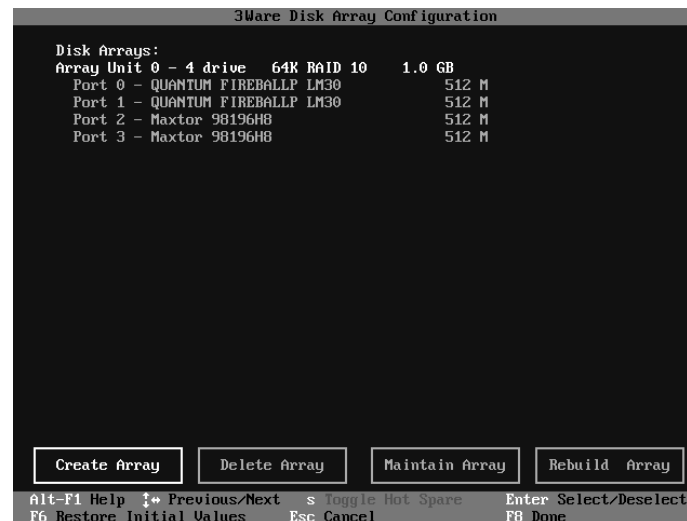 3Ware Disk Array Configuration
Disk Arrays:
Array Unit 0 - 4 drive 64K RAID 10 1.0 GB
Port 0 - QUANTUM FIREBALLP LM30 512 M
Port 1 - QUANTUM FIREBALLP LM30 512 M
Port 2 - Maxtor 98196H8 512 M
Port 3 - Maxtor 98196H8 512 M
Create Array Delete Array Maintain Array Rebuild Array
Alt-F1 Help ↕↔ Previous/Next s Toggle Hot Spare Enter Select/Deselect
F6 Restore Initial Values Esc Cancel F8 Done